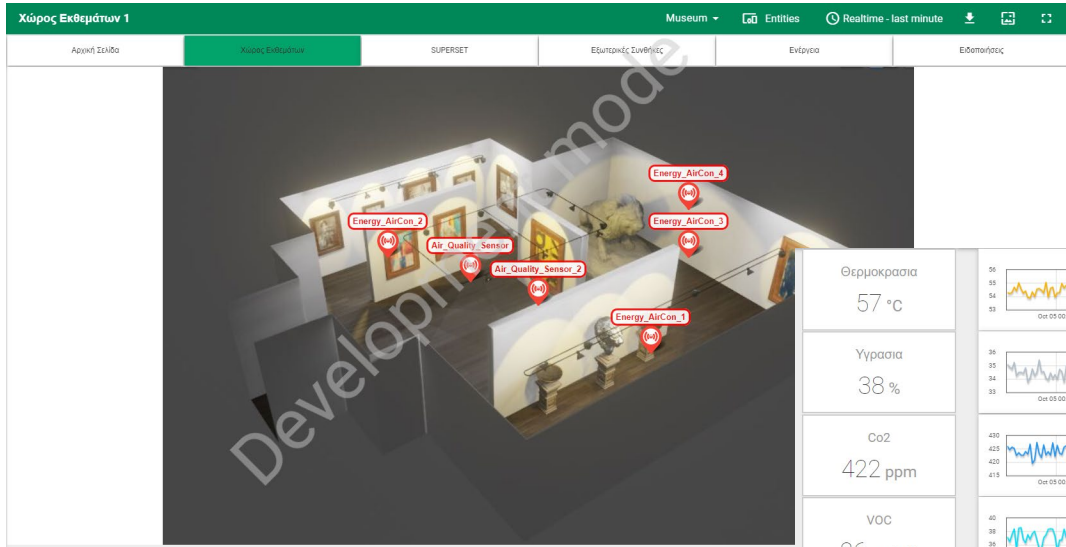 Χώρος Εκθεμάτων 1
Museum
Entities
Realtime - last minute
Αρχική Σελίδα
Χώρος Εκθεμάτων
SUPERSET
Εξωτερικές Συνθήκες
Ενέργεια
Ειδοποιήσεις
Developement mode
Energy_AirCon_4
Energy_AirCon_2
Energy_AirCon_3
Air_Quality_Sensor
Air_Quality_Sensor_2
Energy_AirCon_1
Θερμοκρασια
57 °C
56
55
54
53
Oct 05 00
Υγρασια
38 %
36
35
34
33
Oct 05 00
Co2
422 ppm
430
425
420
415
Oct 05 00
VOC
40
38
36